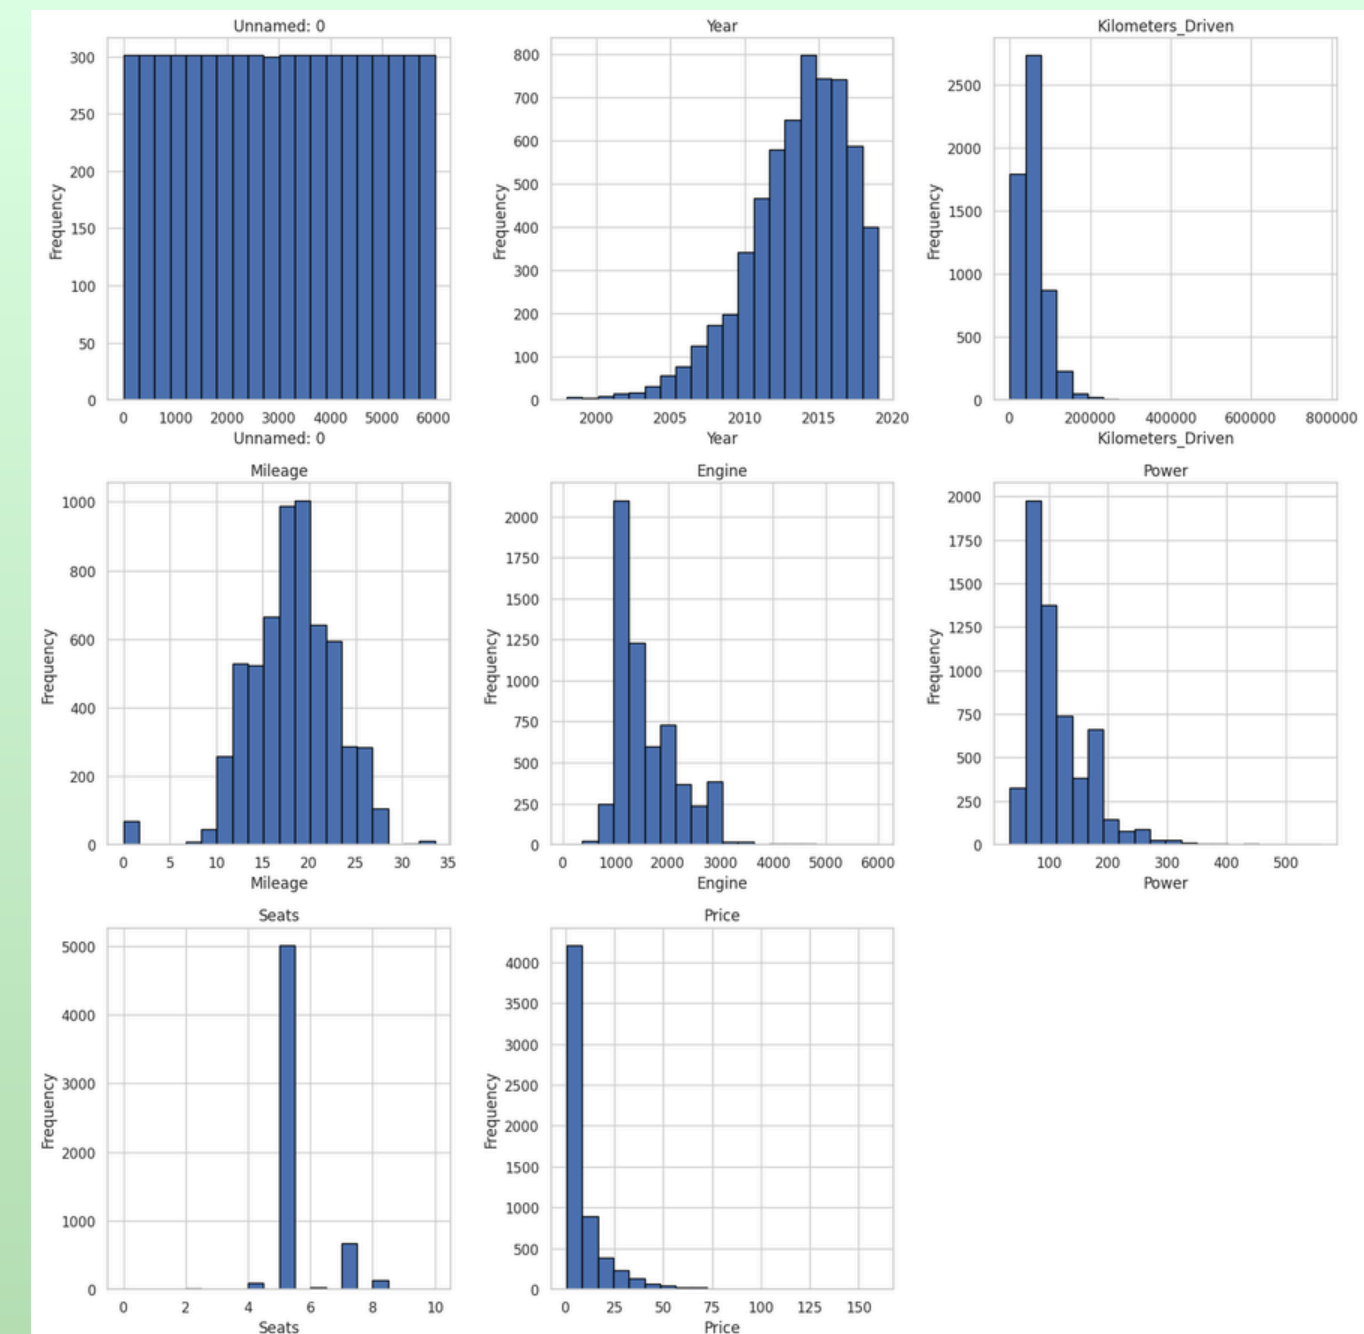 Unnamed: 0
Year
Kilometers_Driven
Frequency
300
250
200
150
100
50
0
0 1000 2000 3000 4000 5000 6000
Unnamed: 0
Frequency
800
700
600
500
400
300
200
100
0
2000 2005 2010 2015 2020
Year
Frequency
2500
2000
1500
1000
500
0
0 200000 400000 600000 800000
Kilometers_Driven
Mileage
Engine
Power
Frequency
1000
800
600
400
200
0
0 5 10 15 20 25 30 35
Mileage
Frequency
2000
1750
1500
1250
1000
750
500
250
0
0 1000 2000 3000 4000 5000 6000
Engine
Frequency
2000
1750
1500
1250
1000
750
500
250
0
100 200 300 400 500
Power
Seats
Price
Frequency
5000
4000
3000
2000
1000
0
0 2 4 6 8 10
Seats
Frequency
4000
3500
3000
2500
2000
1500
1000
500
0
0 25 50 75 100 125 150
Price